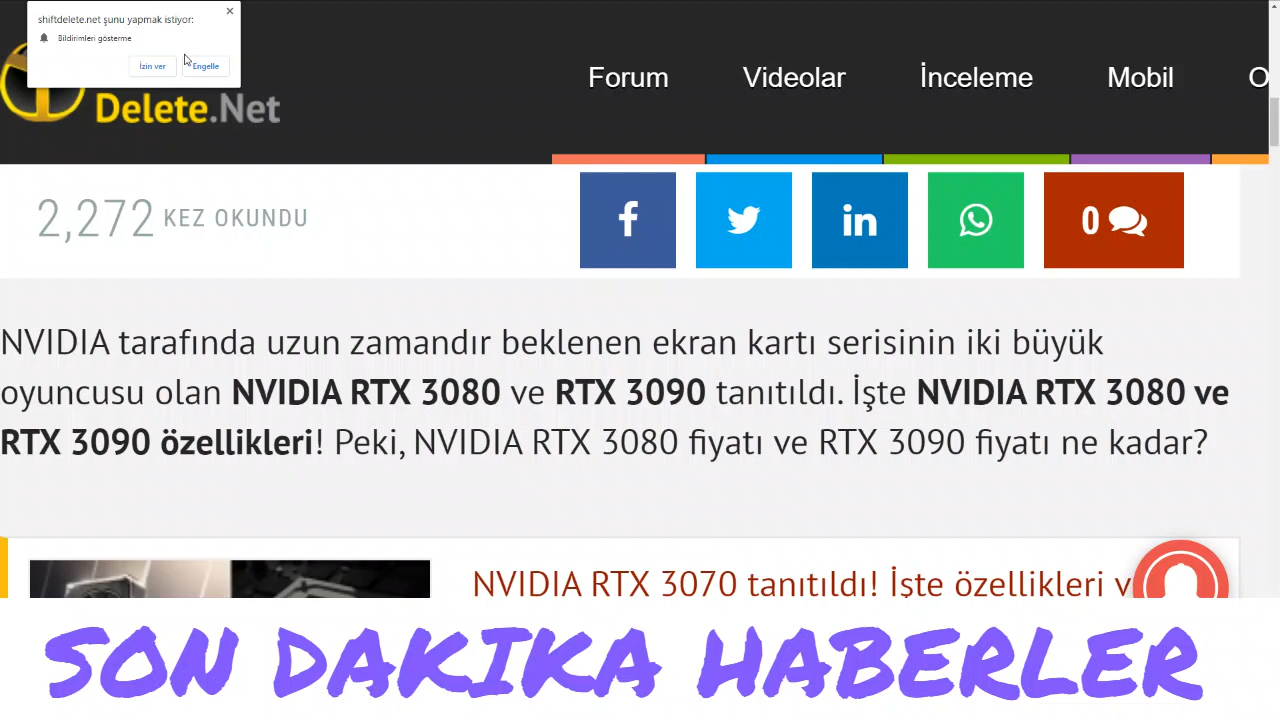 shiftdelete.net şunu yapmak istiyor:
Bildirimleri gösterme
İzin ver Engelle
Delete.Net
Forum Videolar İnceleme Mobil O
2,272 KEZ OKUNDU
0
NVIDIA tarafında uzun zamandır beklenen ekran kartı serisinin iki büyük
oyuncusu olan NVIDIA RTX 3080 ve RTX 3090 tanıtıldı. İşte NVIDIA RTX 3080 ve
RTX 3090 özellikleri! Peki, NVIDIA RTX 3080 fiyatı ve RTX 3090 fiyatı ne kadar?
NVIDIA RTX 3070 tanıtıldı! İşte özellikleri v
SON DAKIKA HABERLER